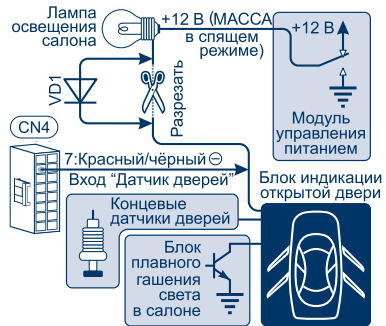 Лампа
освещения
салона
+12 В (МАССА
в спящем
режиме)
+12 В
Модуль
управления
питанием
VD1
Разрезать
CN4
7:Красный/чёрный ⊖
Вход "Датчик дверей"
Блок индикации
открытой двери
Концевые
датчики дверей
Блок
плавного
гашения
света
в салоне